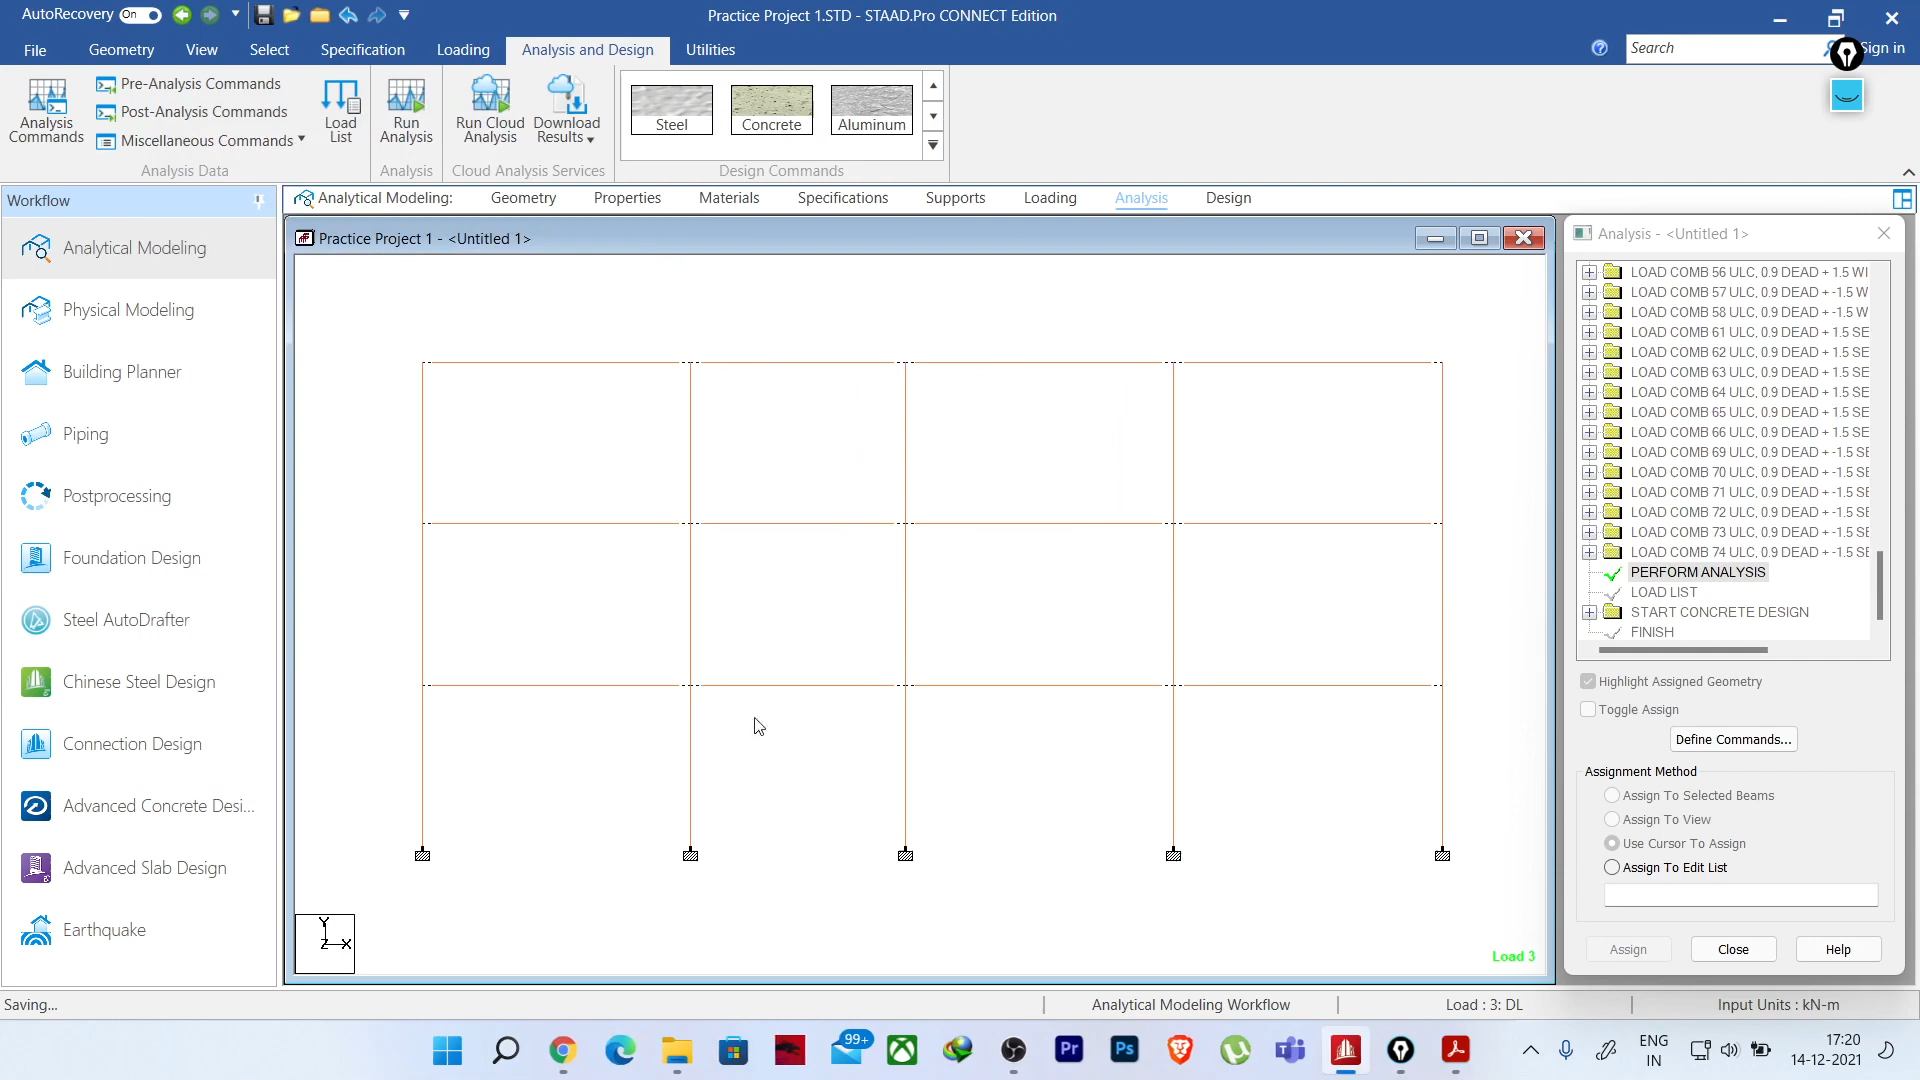 AutoRecovery On
Practice Project 1.STD - STAAD.Pro CONNECT Edition
File
Geometry
View
Select
Specification
Loading
Analysis and Design
Utilities
Search
Sign in
Analysis Commands
Pre-Analysis Commands
Post-Analysis Commands
Miscellaneous Commands
Load List
Run Analysis
Run Cloud Analysis
Download Results
Steel
Concrete
Aluminum
Analysis Data
Analysis
Cloud Analysis Services
Design Commands
Workflow
Analytical Modeling:
Geometry
Properties
Materials
Specifications
Supports
Loading
Analysis
Design
Analytical Modeling
Physical Modeling
Building Planner
Piping
Postprocessing
Foundation Design
Steel AutoDrafter
Chinese Steel Design
Connection Design
Advanced Concrete Desi...
Advanced Slab Design
Earthquake
Practice Project 1 - <Untitled 1>
Y
Z X
Load 3
Analysis - <Untitled 1>
LOAD COMB 56 ULC, 0.9 DEAD + 1.5 WI
LOAD COMB 57 ULC, 0.9 DEAD + -1.5 W
LOAD COMB 58 ULC, 0.9 DEAD + -1.5 W
LOAD COMB 61 ULC, 0.9 DEAD + 1.5 SE
LOAD COMB 62 ULC, 0.9 DEAD + 1.5 SE
LOAD COMB 63 ULC, 0.9 DEAD + 1.5 SE
LOAD COMB 64 ULC, 0.9 DEAD + 1.5 SE
LOAD COMB 65 ULC, 0.9 DEAD + 1.5 SE
LOAD COMB 66 ULC, 0.9 DEAD + 1.5 SE
LOAD COMB 69 ULC, 0.9 DEAD + -1.5 SE
LOAD COMB 70 ULC, 0.9 DEAD + -1.5 SE
LOAD COMB 71 ULC, 0.9 DEAD + -1.5 SE
LOAD COMB 72 ULC, 0.9 DEAD + -1.5 SE
LOAD COMB 73 ULC, 0.9 DEAD + -1.5 SE
LOAD COMB 74 ULC, 0.9 DEAD + -1.5 SE
PERFORM ANALYSIS
LOAD LIST
START CONCRETE DESIGN
FINISH
Highlight Assigned Geometry
Toggle Assign
Define Commands...
Assignment Method
Assign To Selected Beams
Assign To View
Use Cursor To Assign
Assign To Edit List
Assign
Close
Help
Saving...
Analytical Modeling Workflow
Load : 3: DL
Input Units : kN-m
99+
Pr
Ps
ENG
IN
17:20
14-12-2021